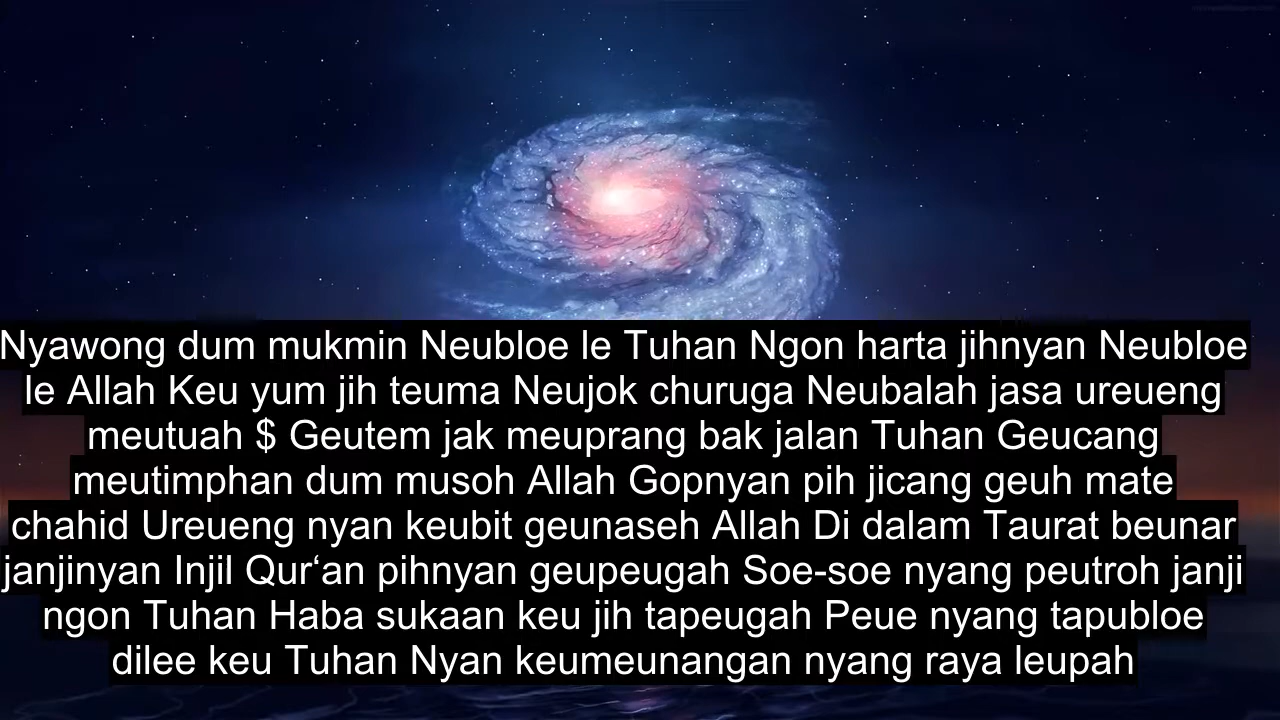 Nyawong dum mukmin Neubloe le Tuhan Ngon harta jihnyan Neubloe
le Allah Keu yum jih teuma Neujok churuga Neubalah jasa ureueng
meutuah $ Geutem jak meuprang bak jalan Tuhan Geucang
meutimphan dum musoh Allah Gopnyan pih jicang geuh mate
chahid Ureueng nyan keubit geunaseh Allah Di dalam Taurat beunar
janjinyan Injil Qur‘an pihnyan geupeugah Soe-soe nyang peutroh janji
ngon Tuhan Haba sukaan keu jih tapeugah Peue nyang tapubloe
dilee keu Tuhan Nyan keumeunangan nyang raya leupah